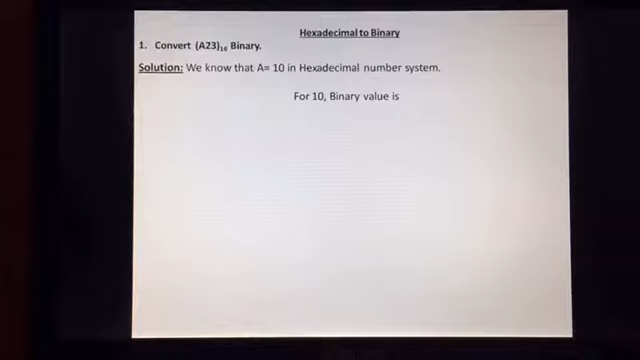 Hexadecimal to Binary
1. Convert (A23)₁₆ Binary.
Solution: We know that A= 10 in Hexadecimal number system.
For 10, Binary value is